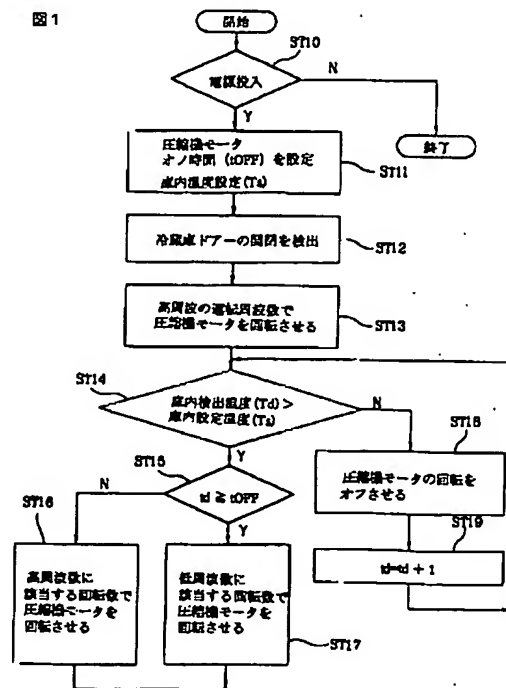 図1
開始
ST10
電源投入
N
Y
終了
圧縮機モータ
オノ時間 (tOFF) を設定
庫内温度設定(Ts)
ST11
冷蔵庫ドアーの開閉を検出
ST12
高周波の運転周波数で
圧縮機モータを回転させる
ST13
ST14
庫内検出温度(Td) >
庫内設定温度(Ts)
N
Y
ST15
td ≧ tOFF
N
Y
ST16
高周波数に
該当する回転数で
圧縮機モータを
回転させる
低周波数に
該当する回転数で
圧縮機モータを
回転させる
ST17
ST18
圧縮機モータの回転を
オフさせる
ST19
td=td + 1